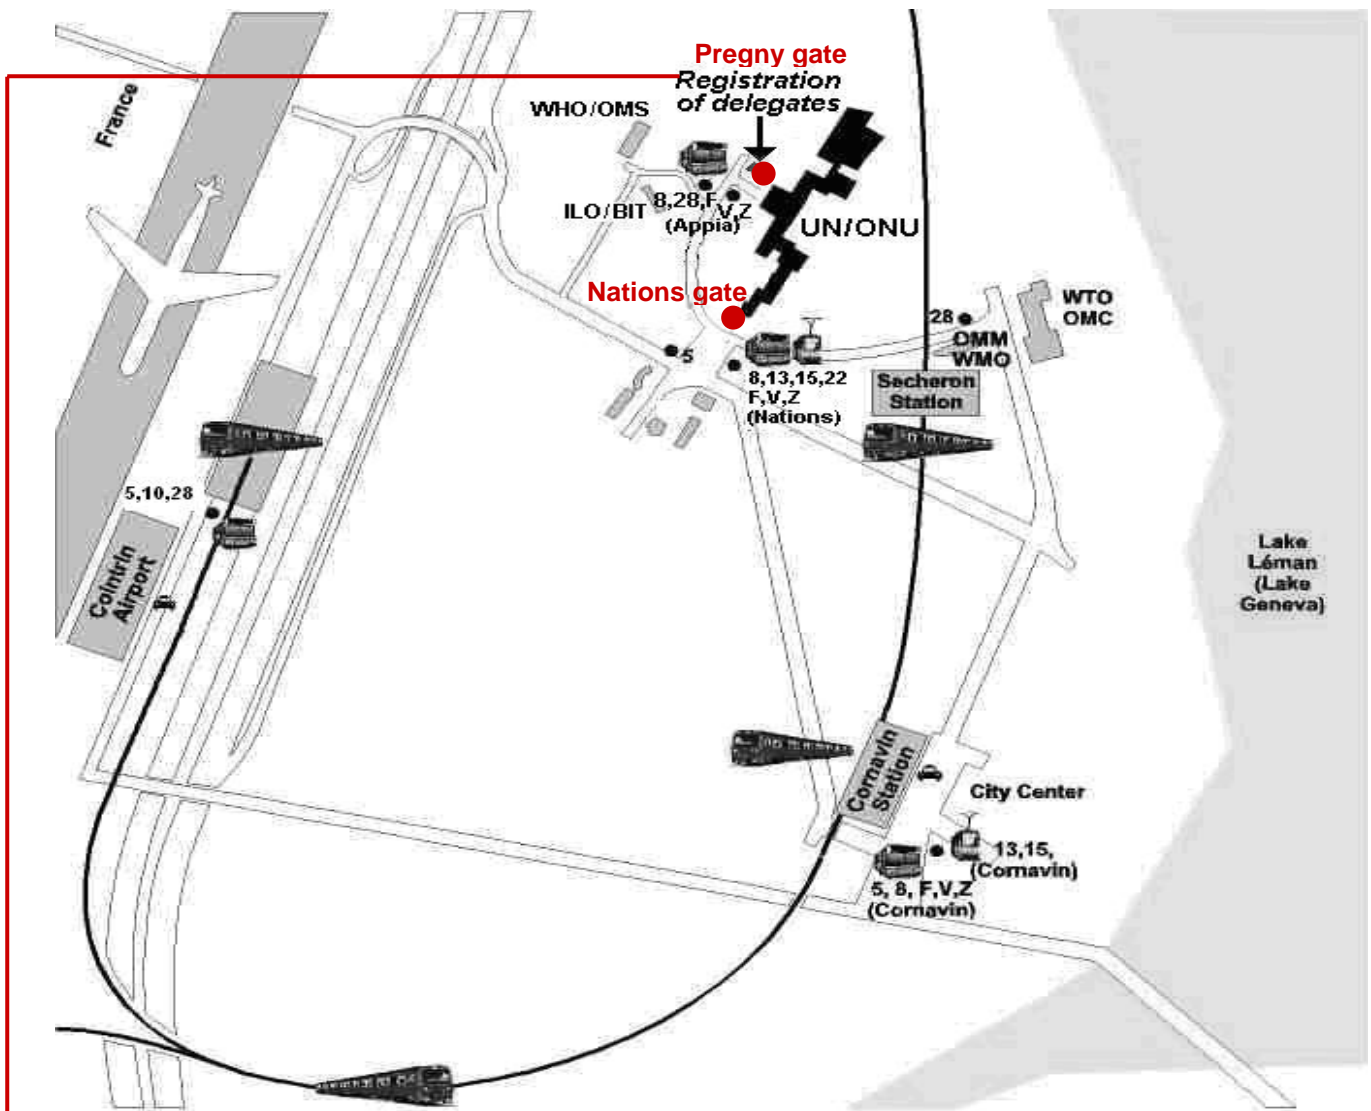 Pregny gate
Registration
of delegates
France
WHO/OMS
ILO/BIT
8,28,F
V,Z
(Appia)
UN/ONU
Nations gate
5
8,13,15,22
F,V,Z
(Nations)
28
OMM
WMO
WTO
OMC
Secheron
Station
5,10,28
Cointrin
Airport
Lake
Léman
(Lake
Geneva)
Cornavin
Station
City Center
13,15,
(Cornavin)
5, 8, F,V,Z
(Cornavin)